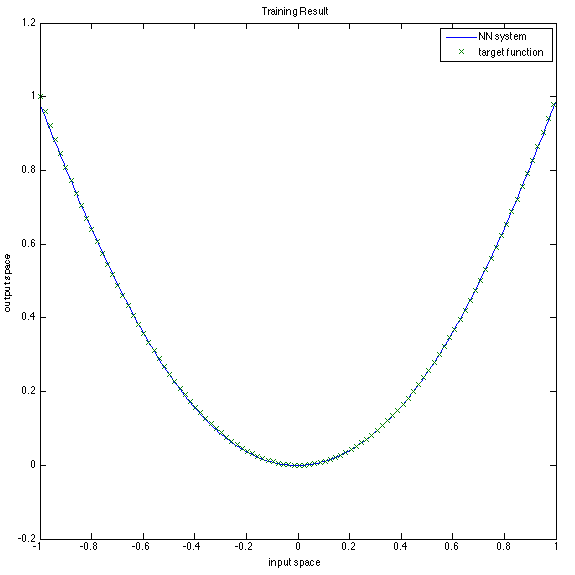 Training Result
1.2
NN system
target function
1
0.8
0.6
output space
0.4
0.2
0
-0.2
-1 -0.8 -0.6 -0.4 -0.2 0 0.2 0.4 0.6 0.8 1
input space